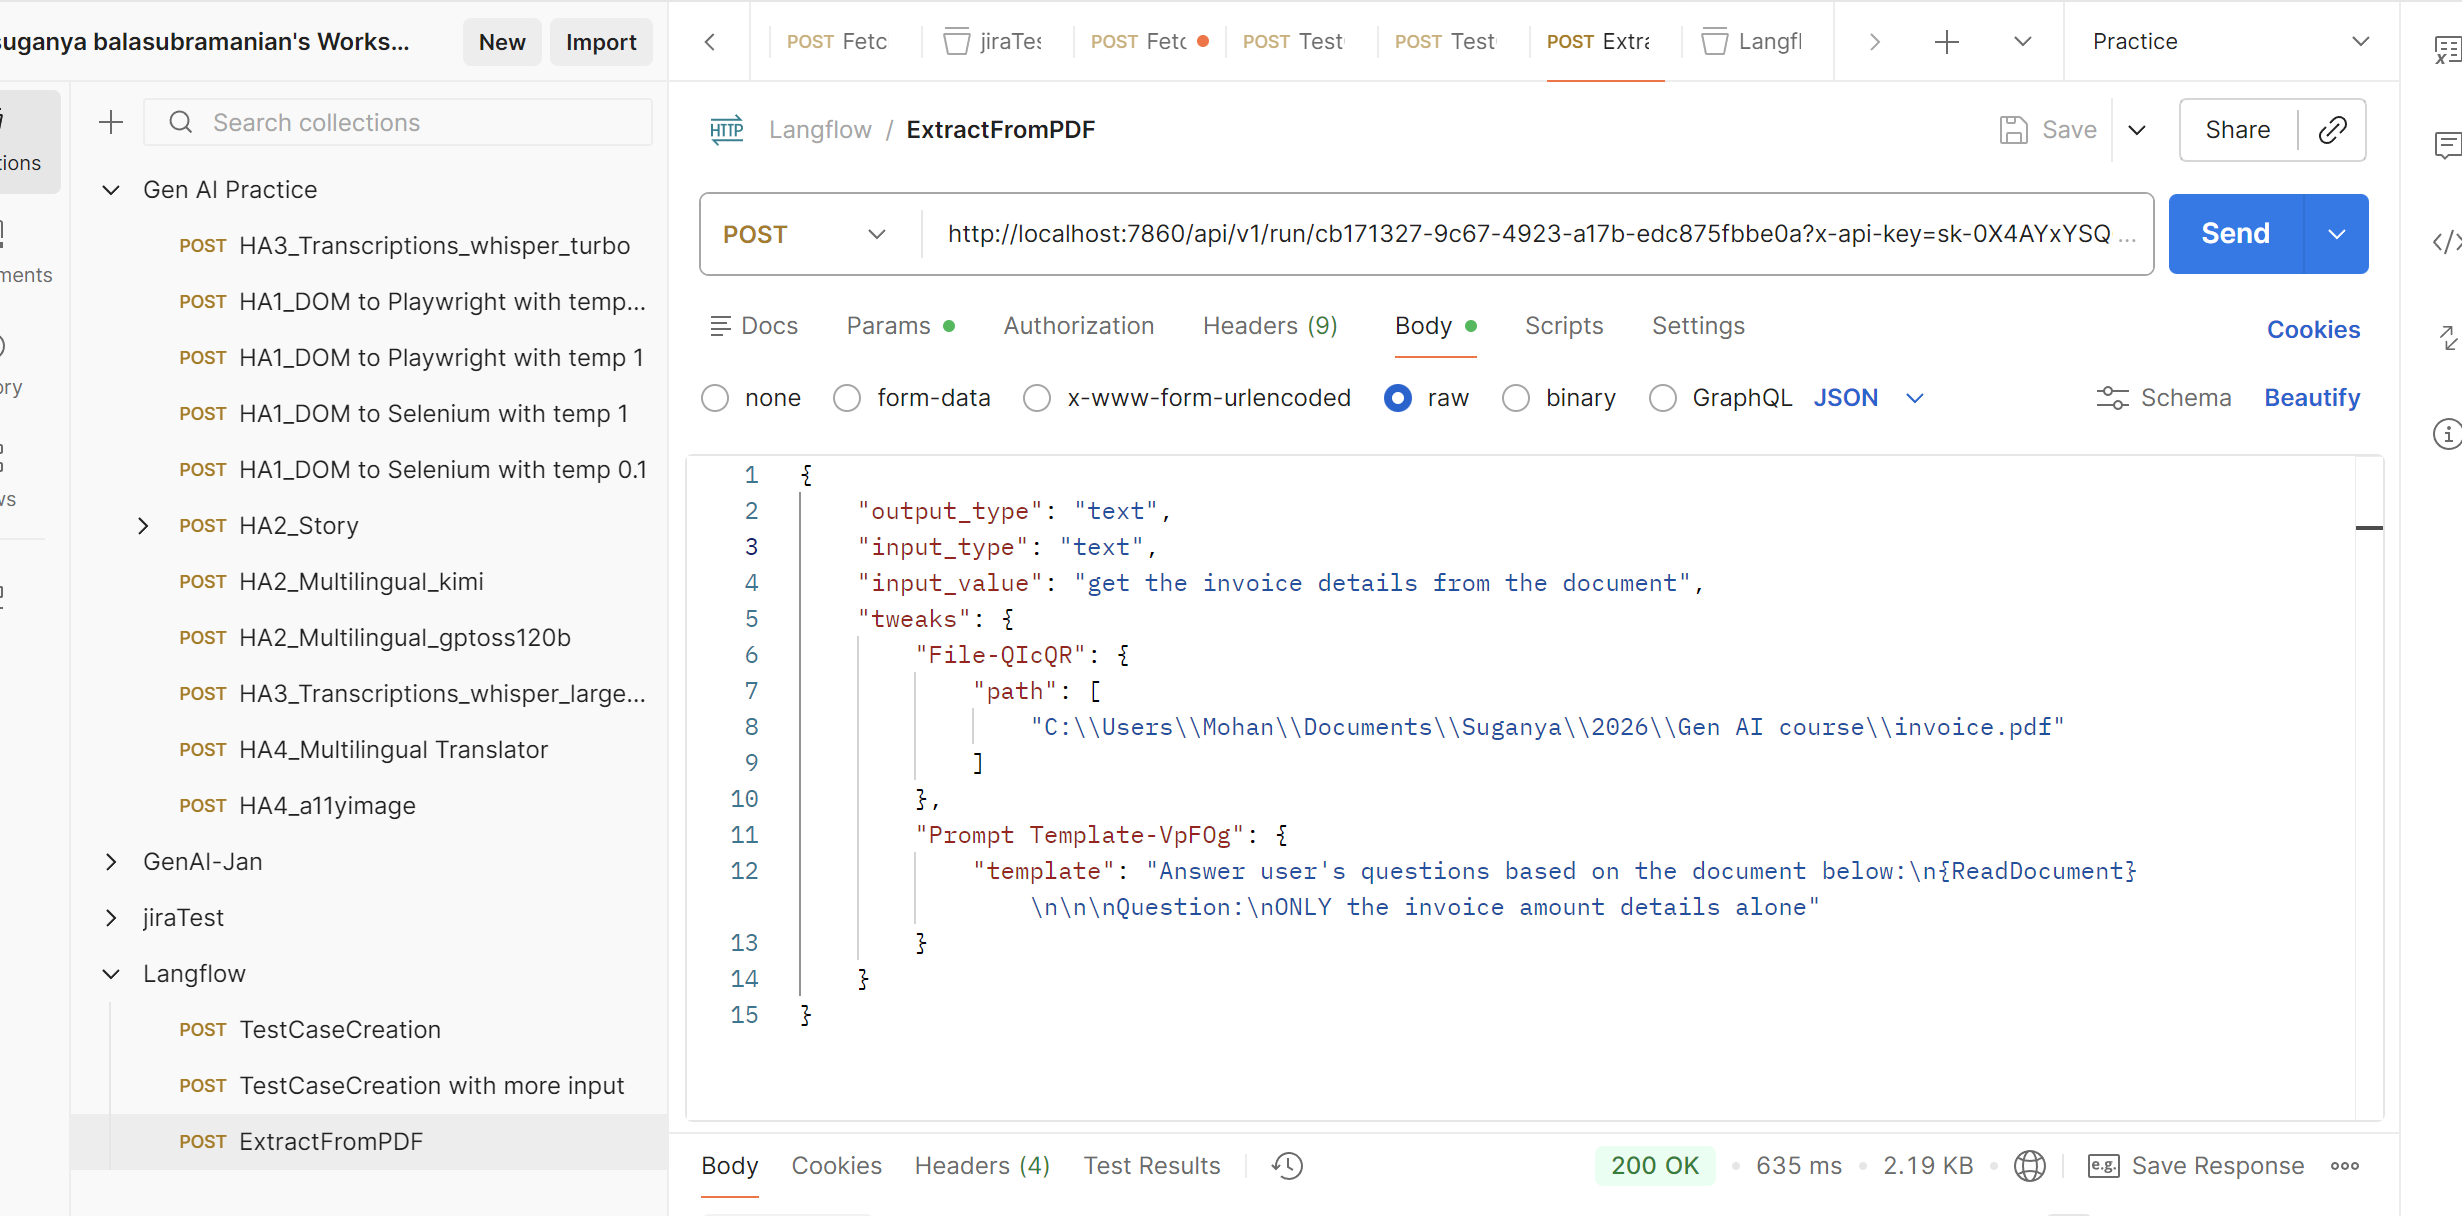 suganya balasubramanian's Works...
New
Import
POST Fetc
jiraTes
POST Fetc
POST Test
POST Test
POST Extra
Langfl
Practice
Search collections
Gen AI Practice
POST HA3_Transcriptions_whisper_turbo
POST HA1_DOM to Playwright with temp...
POST HA1_DOM to Playwright with temp 1
POST HA1_DOM to Selenium with temp 1
POST HA1_DOM to Selenium with temp 0.1
POST HA2_Story
POST HA2_Multilingual_kimi
POST HA2_Multilingual_gptoss120b
POST HA3_Transcriptions_whisper_large...
POST HA4_Multilingual Translator
POST HA4_a11yimage
GenAI-Jan
jiraTest
Langflow
POST TestCaseCreation
POST TestCaseCreation with more input
POST ExtractFromPDF
HTTP Langflow / ExtractFromPDF
Save
Share
POST
http://localhost:7860/api/v1/run/cb171327-9c67-4923-a17b-edc875fbbe0a?x-api-key=sk-0X4AYxYSQ ...
Send
Docs Params Authorization Headers (9) Body Scripts Settings
Cookies
none form-data x-www-form-urlencoded raw binary GraphQL JSON
Schema Beautify
1 {
2 "output_type": "text",
3 "input_type": "text",
4 "input_value": "get the invoice details from the document",
5 "tweaks": {
6 "File-QIcQR": {
7 "path": [
8 "C:\\Users\\Mohan\\Documents\\Suganya\\2026\\Gen AI course\\invoice.pdf"
9 ]
10 },
11 "Prompt Template-VpFOg": {
12 "template": "Answer user's questions based on the document below:\n{ReadDocument}
\n\n\nQuestion:\nONLY the invoice amount details alone"
13 }
14 }
15 }
Body Cookies Headers (4) Test Results
200 OK • 635 ms • 2.19 KB
e.g. Save Response